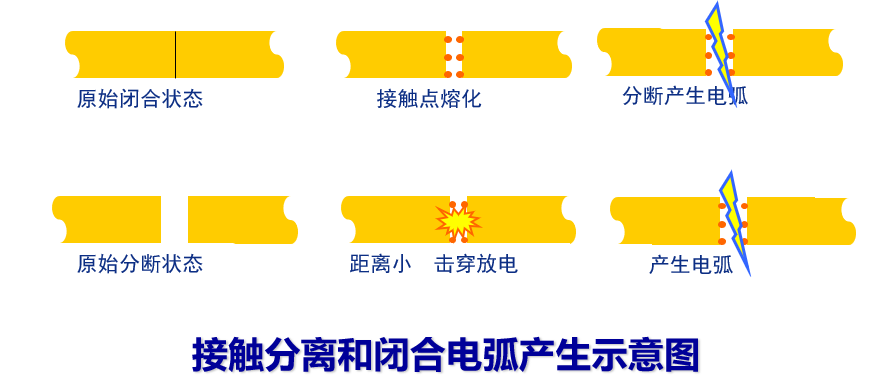 原始闭合状态
接触点熔化
分断产生电弧
原始分断状态
距离小 击穿放电
产生电弧
接触分离和闭合电弧产生示意图